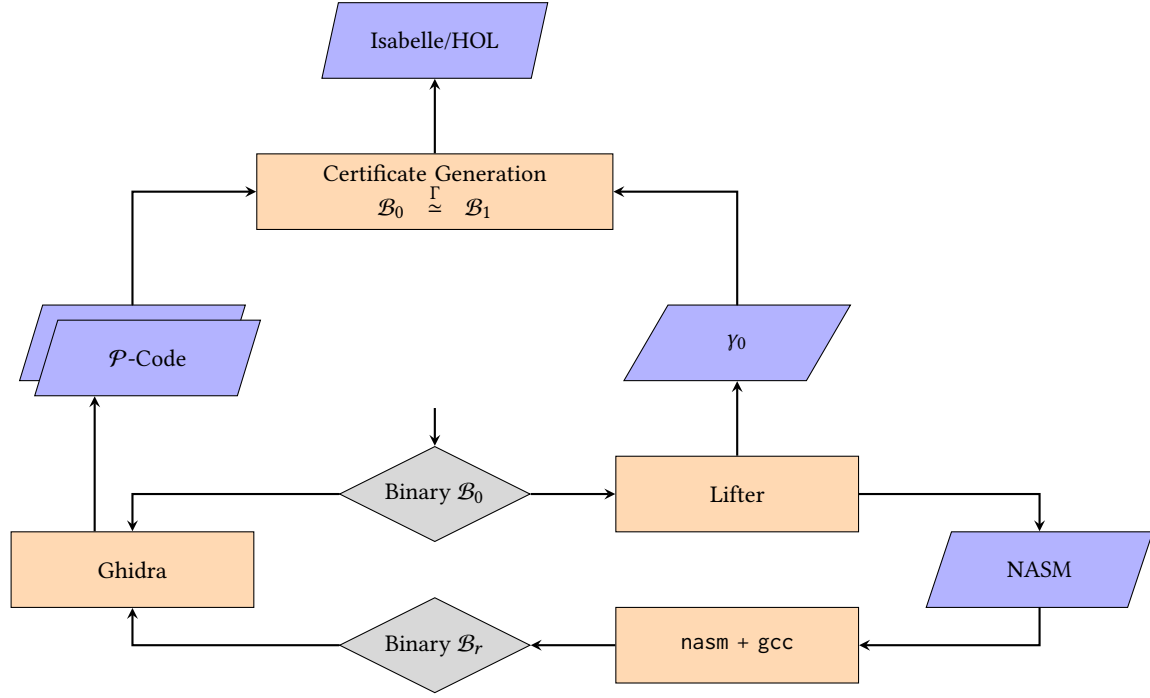 Isabelle/HOL
Certificate Generation
Γ
ℬ₀ ≃ ℬ₁
𝒫-Code
γ₀
Binary ℬ₀
Lifter
Ghidra
NASM
Binary ℬᵣ
nasm + gcc